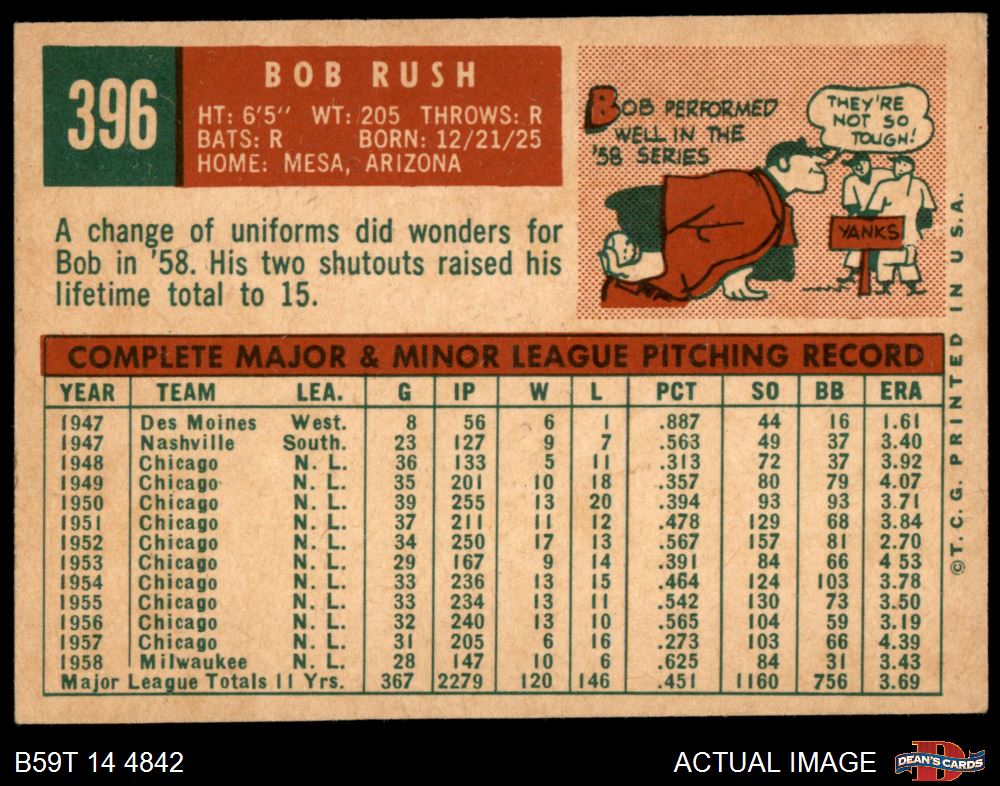 396
BOB RUSH
HT: 6'5" WT: 205 THROWS: R
BATS: R BORN: 12/21/25
HOME: MESA, ARIZONA
BOB PERFORMED
WELL IN THE
'58 SERIES
THEY'RE
NOT SO
TOUGH!
YANKS
A change of uniforms did wonders for
Bob in '58. His two shutouts raised his
lifetime total to 15.
COMPLETE MAJOR & MINOR LEAGUE PITCHING RECORD
YEAR TEAM LEA. G IP W L PCT SO BB ERA
1947 Des Moines West. 8 56 6 1 .887 44 16 1.61
1947 Nashville South. 23 127 9 7 .563 49 37 3.40
1948 Chicago N. L. 36 133 5 11 .313 72 37 3.92
1949 Chicago N. L. 35 201 10 18 .357 80 79 4.07
1950 Chicago N. L. 39 255 13 20 .394 93 93 3.71
1951 Chicago N. L. 37 211 11 12 .478 129 68 3.84
1952 Chicago N. L. 34 250 17 13 .567 157 81 2.70
1953 Chicago N. L. 29 167 9 14 .391 84 66 4 53
1954 Chicago N. L. 33 236 13 15 .464 124 103 3.78
1955 Chicago N. L. 33 234 13 11 .542 130 73 3.50
1956 Chicago N. L. 32 240 13 10 .565 104 59 3.19
1957 Chicago N. L. 31 205 6 16 .273 103 66 4.39
1958 Milwaukee N. L. 28 147 10 6 .625 84 31 3.43
Major League Totals 11 Yrs. 367 2279 120 146 .451 1160 756 3.69
©T. C. G. PRINTED IN U.S.A.
B59T 14 4842
ACTUAL IMAGE
D
DEAN'S CARDS